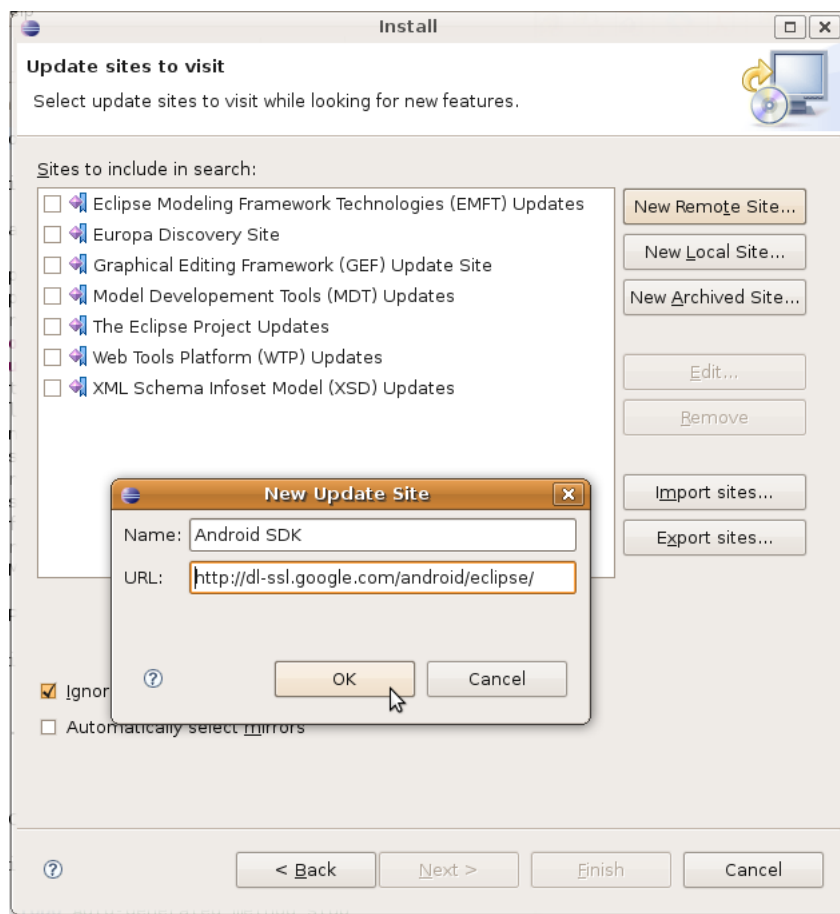 Install
Update sites to visit
Select update sites to visit while looking for new features.
Sites to include in search:
Eclipse Modeling Framework Technologies (EMFT) Updates
Europa Discovery Site
Graphical Editing Framework (GEF) Update Site
Model Developement Tools (MDT) Updates
The Eclipse Project Updates
Web Tools Platform (WTP) Updates
XML Schema Infoset Model (XSD) Updates
New Remote Site...
New Local Site...
New Archived Site...
Edit...
Remove
Import sites...
Export sites...
New Update Site
Name: Android SDK
URL: http://dl-ssl.google.com/android/eclipse/
OK
Cancel
Ignor
Automatically select mirrors
< Back
Next >
Finish
Cancel